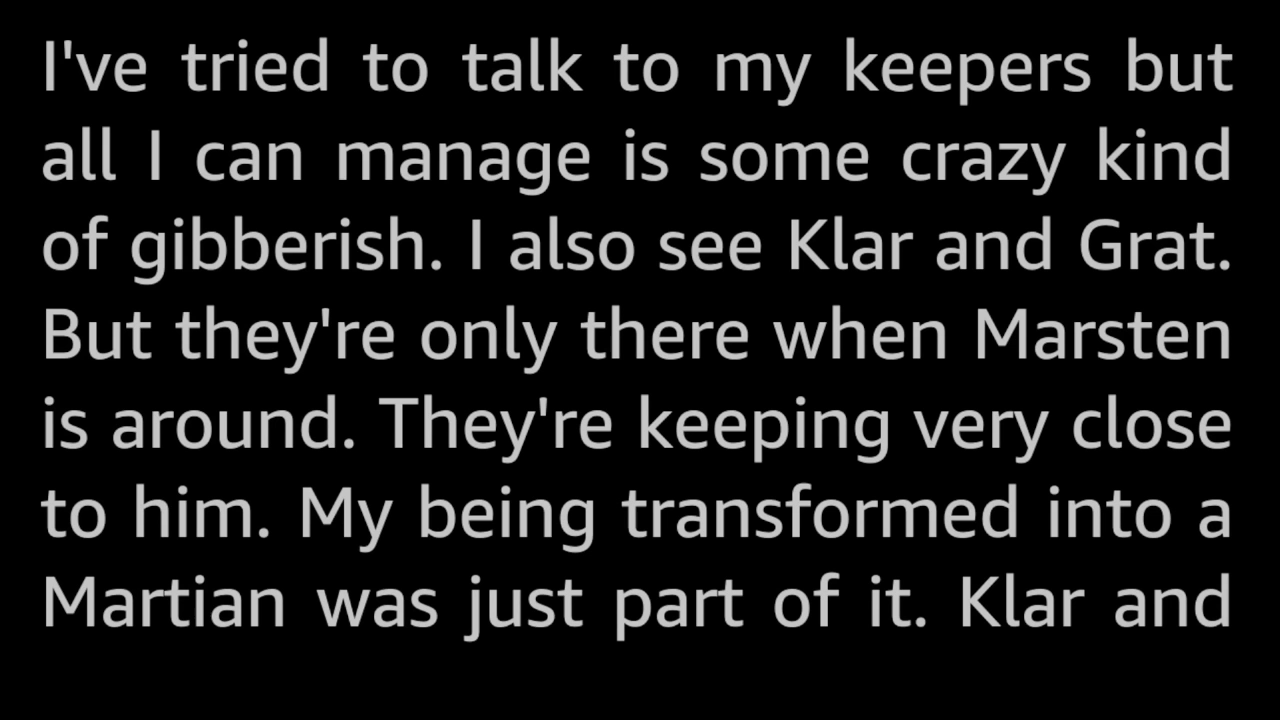 I've tried to talk to my keepers but
all I can manage is some crazy kind
of gibberish. I also see Klar and Grat.
But they're only there when Marsten
is around. They're keeping very close
to him. My being transformed into a
Martian was just part of it. Klar and